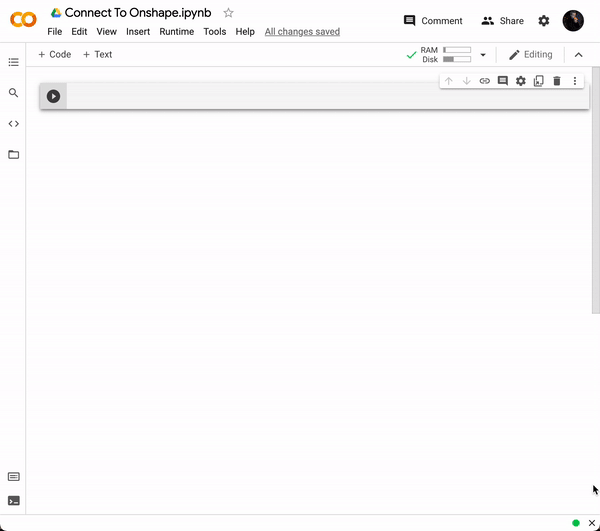 Connect To Onshape.ipynb
Comment Share
File Edit View Insert Runtime Tools Help All changes saved
+ Code + Text RAM Disk Editing